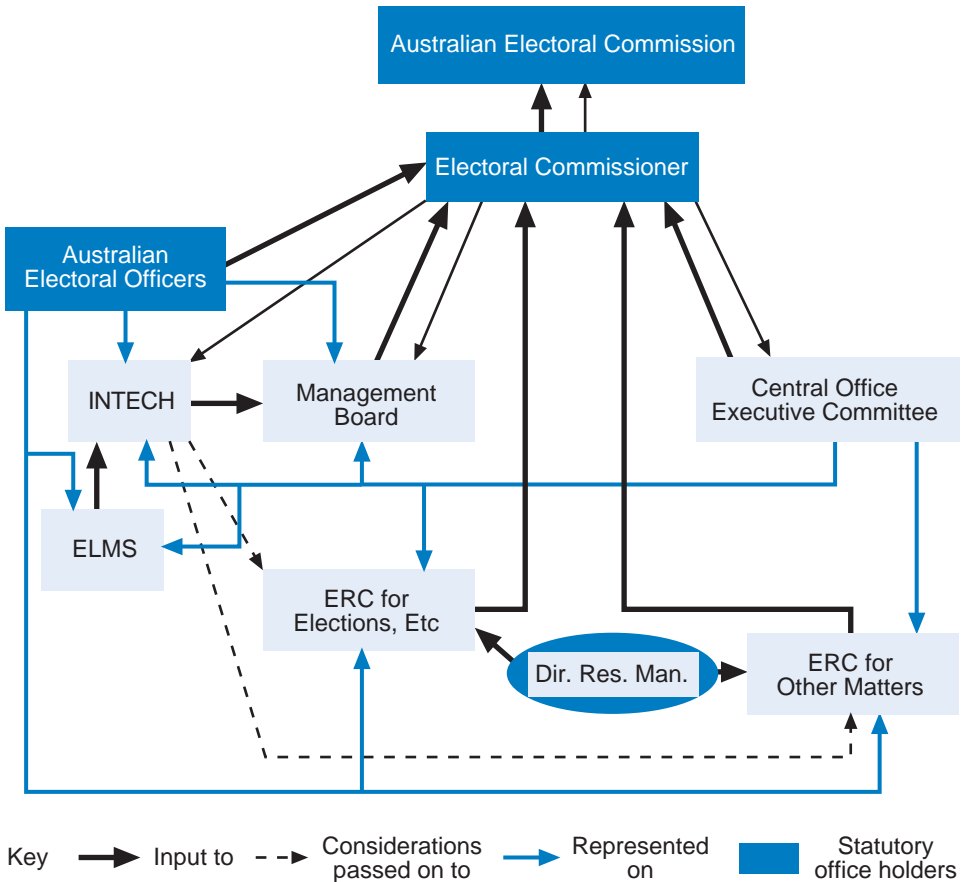 Australian Electoral Commission
Electoral Commissioner
Australian
Electoral Officers
INTECH
Management
Board
Central Office
Executive Committee
ELMS
ERC for
Elections, Etc
Dir. Res. Man.
ERC for
Other Matters
Key
Input to
Considerations
passed on to
Represented
on
Statutory
office holders